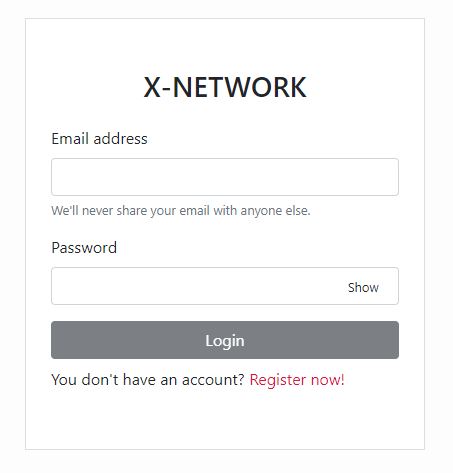 X-NETWORK
Email address
We'll never share your email with anyone else.
Password
Show
Login
You don't have an account? Register now!